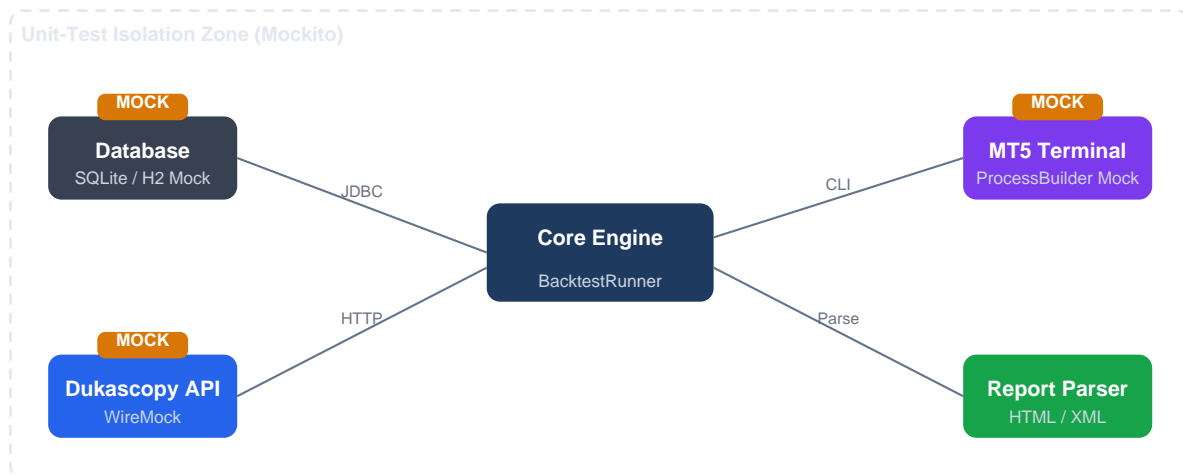 Unit-Test Isolation Zone (Mockito)
MOCK
Database
SQLite / H2 Mock
MOCK
MT5 Terminal
ProcessBuilder Mock
JDBC
CLI
Core Engine
BacktestRunner
HTTP
Parse
MOCK
Dukascopy API
WireMock
Report Parser
HTML / XML